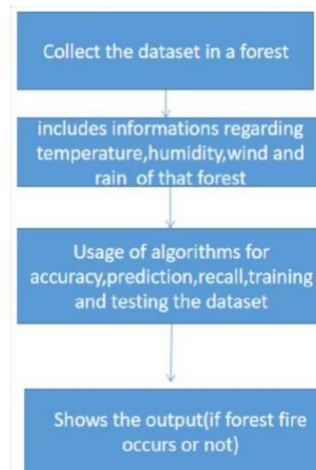 Collect the dataset in a forest
includes informations regarding
temperature,humidity,wind and
rain of that forest
Usage of algorithms for
accuracy,prediction,recall,training
and testing the dataset
Shows the output(if forest fire
occurs or not)